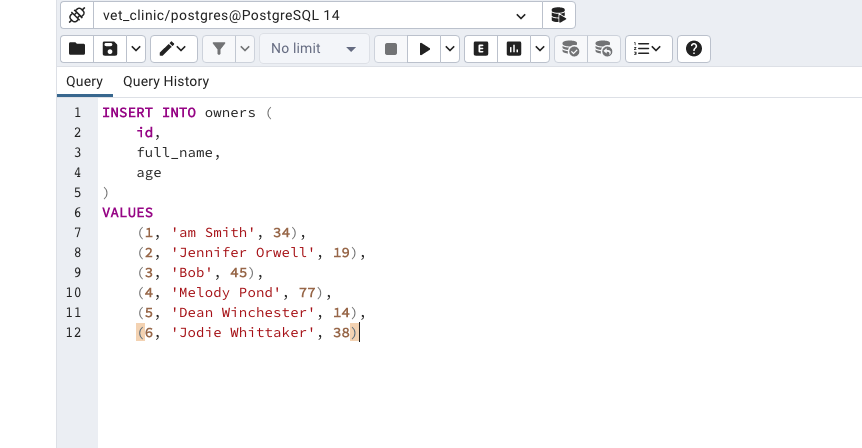 vet_clinic/postgres@PostgreSQL 14
No limit
E
Query Query History
1 INSERT INTO owners (
2 id,
3 full_name,
4 age
5 )
6 VALUES
7 (1, 'am Smith', 34),
8 (2, 'Jennifer Orwell', 19),
9 (3, 'Bob', 45),
10 (4, 'Melody Pond', 77),
11 (5, 'Dean Winchester', 14),
12 (6, 'Jodie Whittaker', 38)